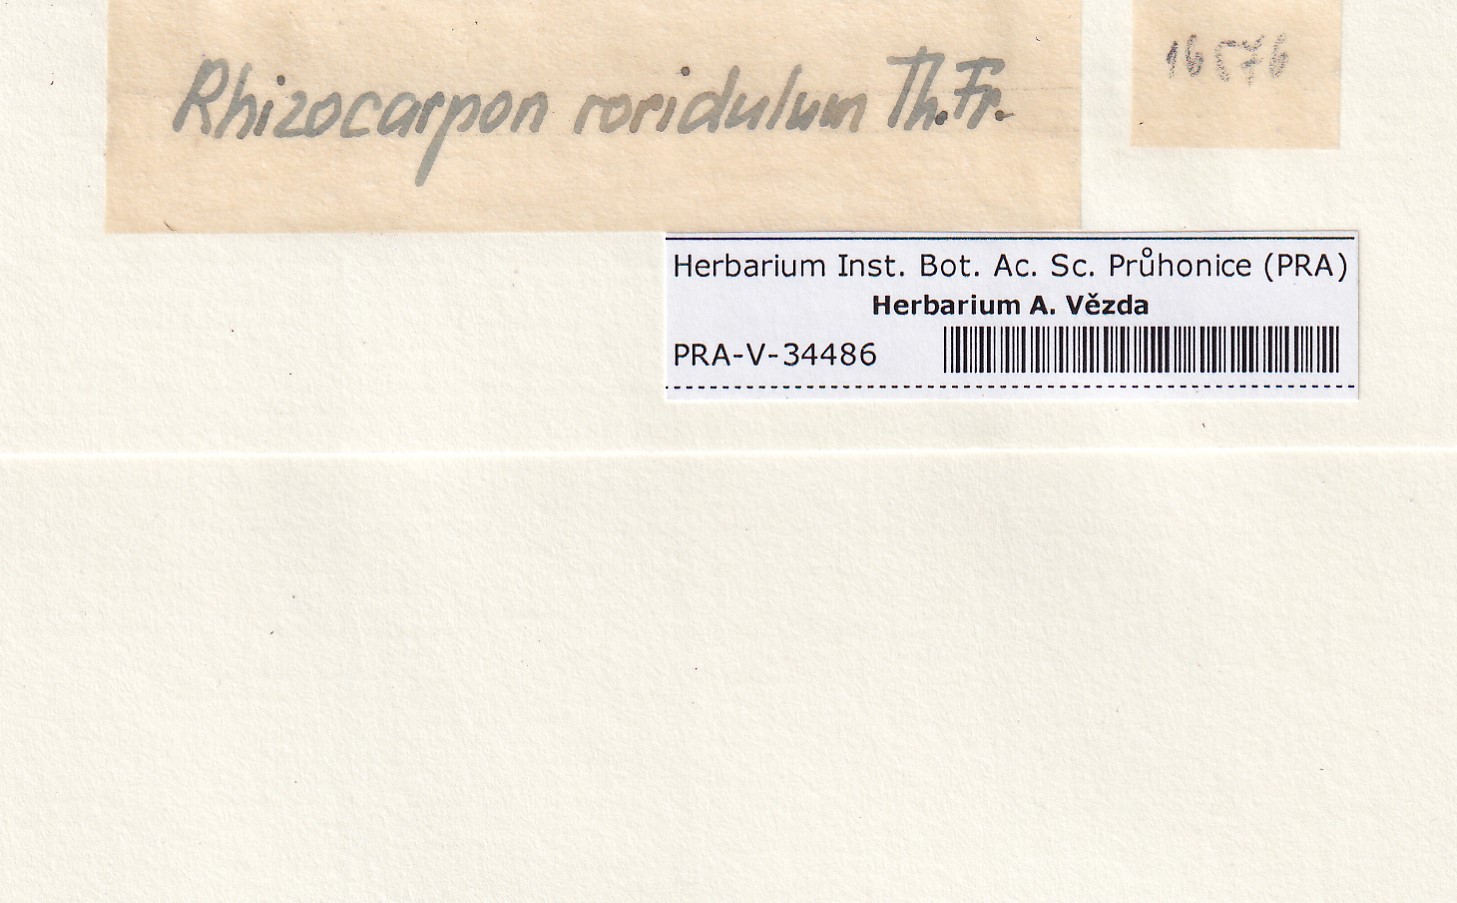 Rhizocarpon roridulum Th.Fr.
16576
Herbarium Inst. Bot. Ac. Sc. Průhonice (PRA)
Herbarium A. Vězda
PRA-V-34486